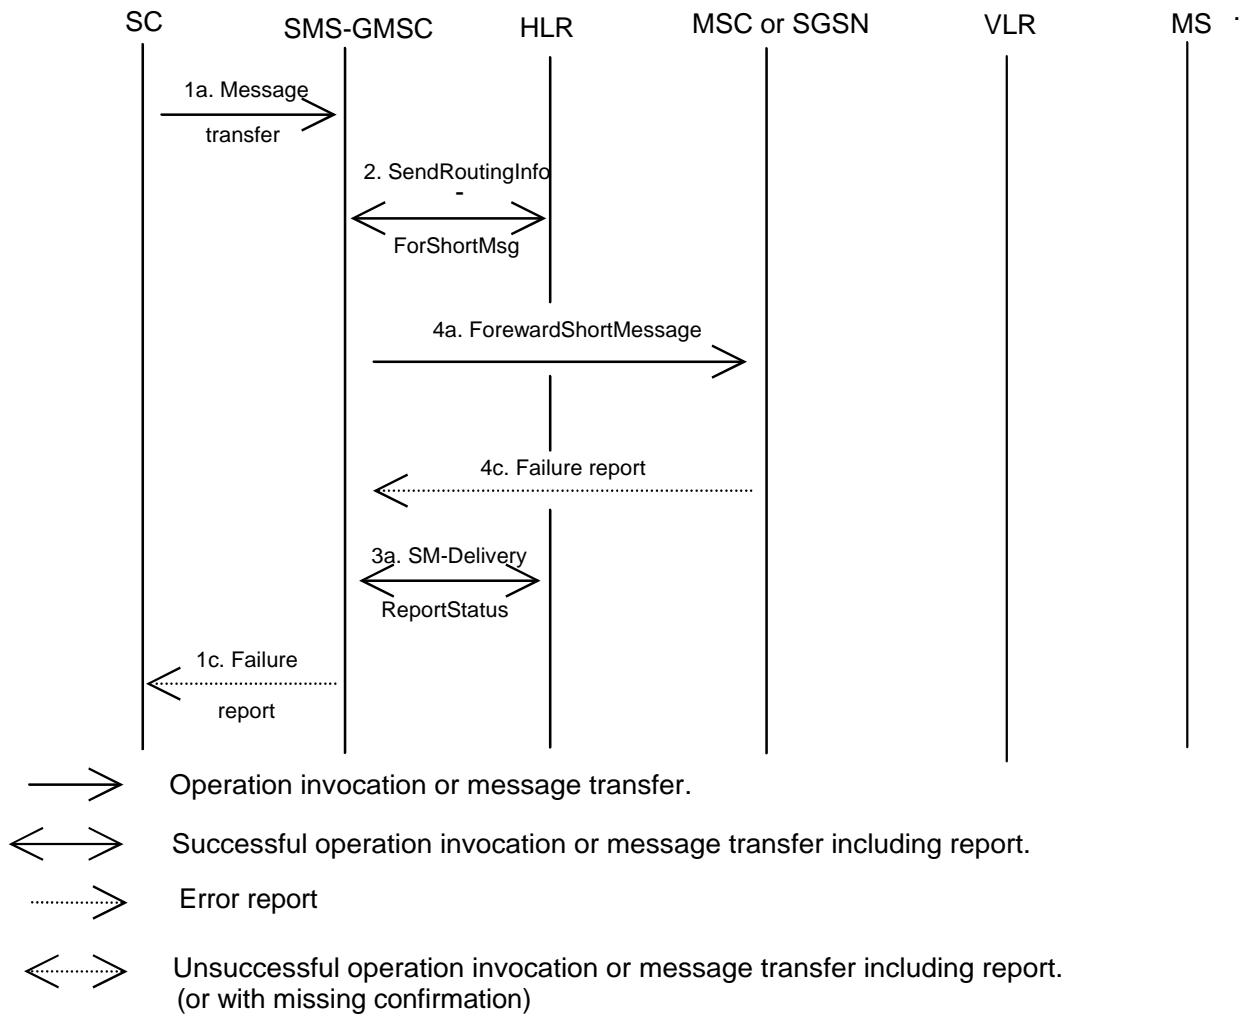 SC
SMS-GMSC
HLR
MSC or SGSN
VLR
MS
1a. Message
transfer
2. SendRoutingInfo
-
ForShortMsg
4a. ForewardShortMessage
4c. Failure report
3a. SM-Delivery
ReportStatus
1c. Failure
report
Operation invocation or message transfer.
Successful operation invocation or message transfer including report.
Error report
Unsuccessful operation invocation or message transfer including report.
(or with missing confirmation)